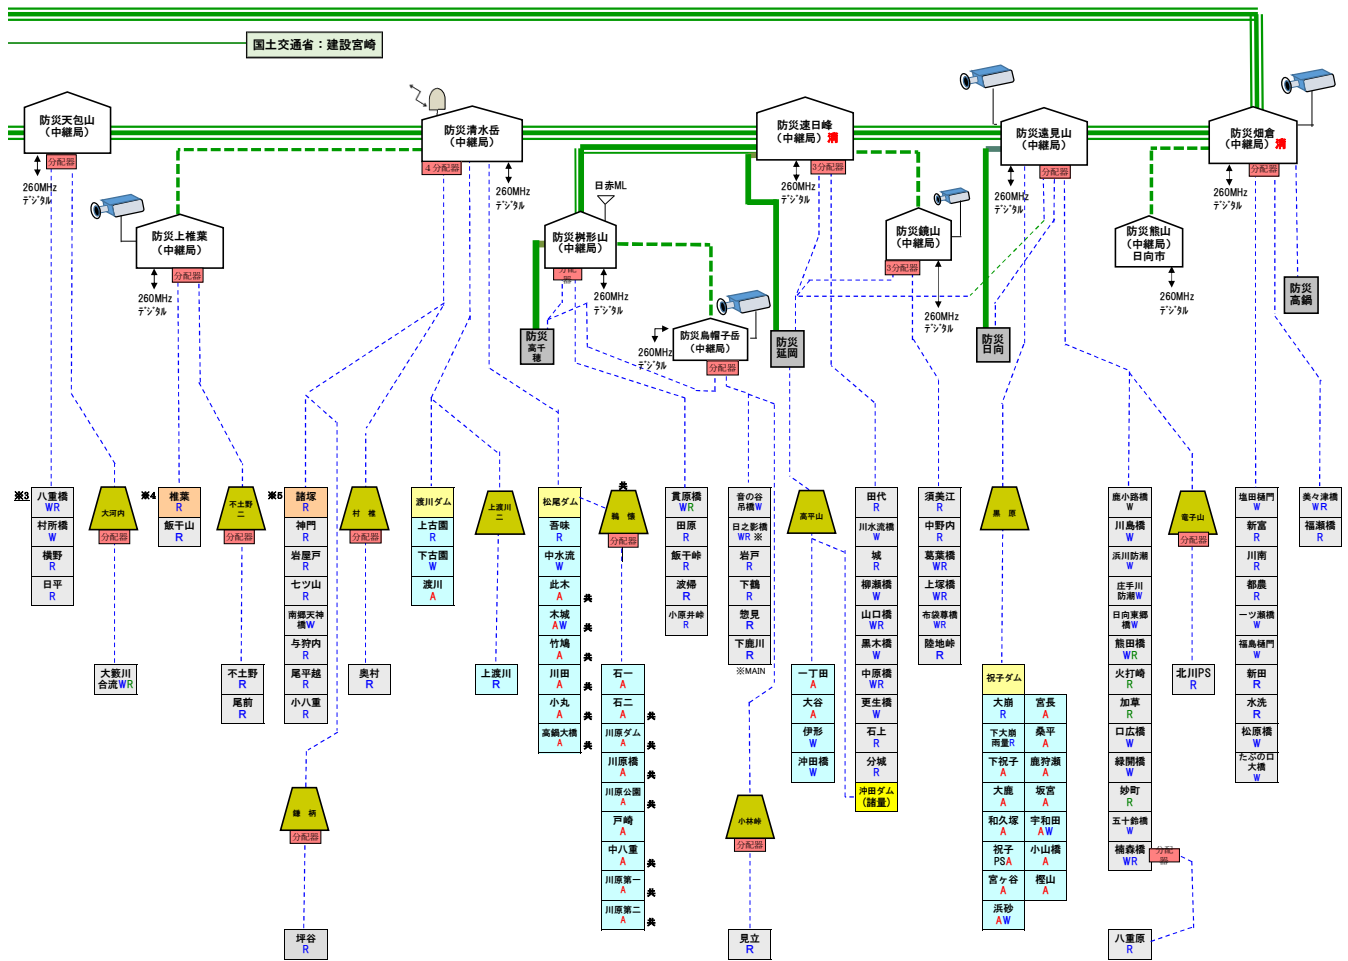 国土交通省：建設宮崎
防災天包山
（中継局）
分配器
260MHz
ﾃﾞｼﾞﾀﾙ
防災上椎葉
（中継局）
分配器
260MHz
ﾃﾞｼﾞﾀﾙ
防災清水岳
（中継局）
4分配器
260MHz
ﾃﾞｼﾞﾀﾙ
日赤ML
防災桝形山
（中継局）
分配器
260MHz
ﾃﾞｼﾞﾀﾙ
防災
高千
穂
防災烏帽子岳
（中継局）
分配器
260MHz
ﾃﾞｼﾞﾀﾙ
防災速日峰
（中継局）
3分配器
260MHz
ﾃﾞｼﾞﾀﾙ
防災
延岡
防災鏡山
（中継局）
3分配器
260MHz
ﾃﾞｼﾞﾀﾙ
防災遠見山
（中継局）
分配器
260MHz
ﾃﾞｼﾞﾀﾙ
防災
日向
防災熊山
（中継局）
日向市
260MHz
ﾃﾞｼﾞﾀﾙ
防災畑倉
（中継局）
分配器
260MHz
ﾃﾞｼﾞﾀﾙ
防災
高鍋
※3
八重橋
WR
村所橋
W
横野
R
日平
R
大河内
分配器
大籔川
合流WR
※4
椎葉
R
飯干山
R
不土野
二
分配器
不土野
R
尾前
R
※5
諸塚
R
神門
R
岩屋戸
R
七ツ山
R
南郷天神
橋W
与狩内
R
尾平越
R
小八重
R
鎌柄
分配器
坪谷
R
村椎
分配器
奥村
R
渡川ダム
上古園
R
下古園
W
渡川
A
上渡川
二
上渡川
R
松尾ダム
吾味
R
中水流
W
此木
A
共
木城
AW
共
竹鳩
A
共
川田
A
共
小丸
A
共
高鍋大橋
A
共
共
鵜懐
分配器
石一
A
石二
A
共
川原ダム
A
共
川原橋
A
共
川原公園
A
共
戸崎
A
中八重
A
共
川原第一
A
共
川原第二
A
共
貫原橋
WR
田原
R
飯干峠
R
波帰
R
小原井峠
R
音の谷
吊橋W
日之影橋
WR ※
岩戸
R
下鶴
R
惣見
R
下鹿川
R
※MAIN
小林峠
分配器
見立
R
高平山
一丁田
A
大谷
A
伊形
W
沖田橋
W
田代
R
川水流橋
W
城
R
柳瀬橋
W
山口橋
WR
黒木橋
W
中原橋
WR
更生橋
W
石上
R
分城
R
沖田ダム
（諸量）
須美江
R
中野内
R
葛葉橋
WR
上塚橋
WR
布袋尊橋
WR
陸地峠
R
黒原
祝子ダム
大崩
R
下大崩
雨量R
下祝子
A
大鹿
A
和久塚
A
祝子
PSA
宮ヶ谷
A
浜砂
AW
宮長
A
桑平
A
鹿狩瀬
A
坂宮
A
宇和田
AW
小山橋
A
樫山
A
鹿小路橋
W
川島橋
W
浜川防潮
W
庄手川
防潮W
日向東郷
橋W
熊田橋
WR
火打崎
R
加草
R
口広橋
W
緑開橋
W
妙町
R
五十鈴橋
W
楠森橋
WR
分配
器
八重原
R
竜子山
分配器
北川PS
R
塩田樋門
W
新富
R
川南
R
都農
R
一ツ瀬橋
W
福島樋門
W
新田
R
水洗
R
松原橋
W
たぶの口
大橋
W
美々津橋
WR
福瀬橋
R